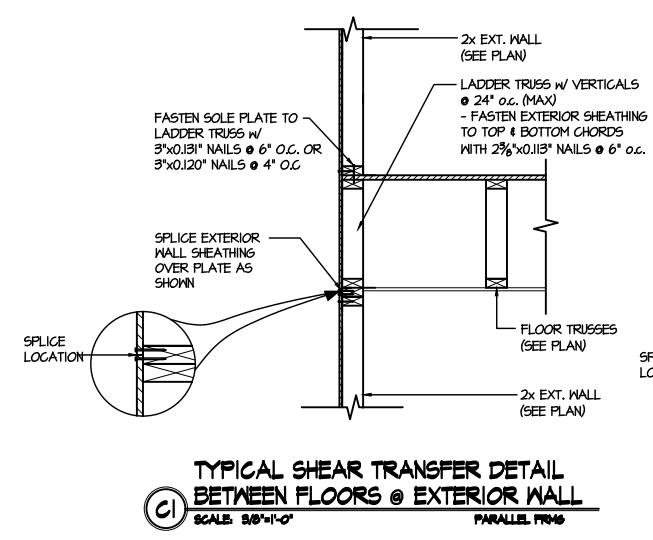 2x EXT. WALL
(SEE PLAN)
LADDER TRUSS W/ VERTICALS
@ 24" O.C. (MAX)
- FASTEN EXTERIOR SHEATHING
TO TOP & BOTTOM CHORDS
WITH 2⅜"x0.113" NAILS @ 6" O.C.
FASTEN SOLE PLATE TO
LADDER TRUSS W/
3"x0.131" NAILS @ 6" O.C. OR
3"x0.120" NAILS @ 4" O.C
SPLICE EXTERIOR
WALL SHEATHING
OVER PLATE AS
SHOWN
SPLICE
LOCATION
FLOOR TRUSSES
(SEE PLAN)
2x EXT. WALL
(SEE PLAN)
TYPICAL SHEAR TRANSFER DETAIL
BETWEEN FLOORS @ EXTERIOR WALL
C1
SCALE: 3/8"=1'-0"
PARALLEL FRMG